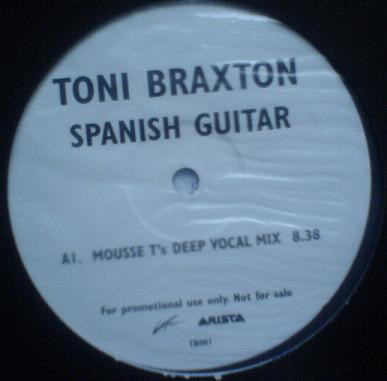 TONI BRAXTON
SPANISH GUITAR
A1. MOUSSE T's DEEP VOCAL MIX 8.38
For promotional use only. Not for sale
ARISTA
TB001